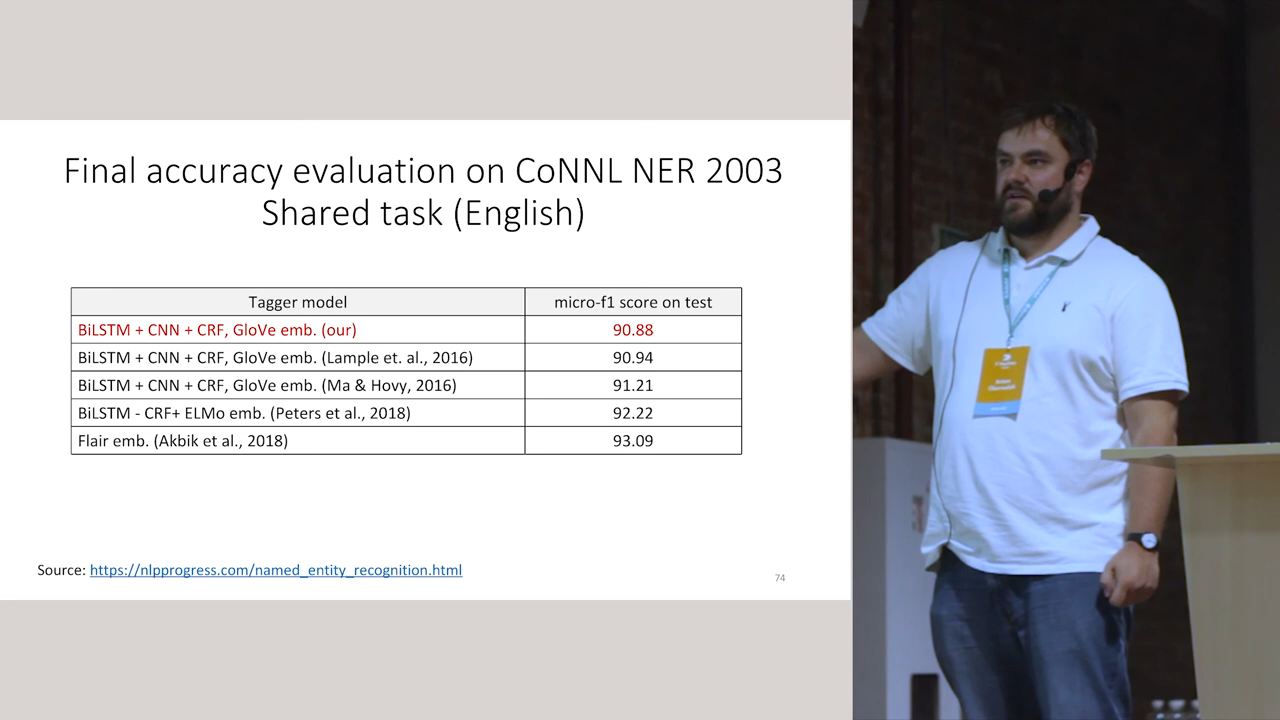 Final accuracy evaluation on CoNNL NER 2003
Shared task (English)
Tagger model micro-f1 score on test
BiLSTM + CNN + CRF, GloVe emb. (our) 90.88
BiLSTM + CNN + CRF, GloVe emb. (Lample et. al., 2016) 90.94
BiLSTM + CNN + CRF, GloVe emb. (Ma & Hovy, 2016) 91.21
BiLSTM - CRF+ ELMo emb. (Peters et al., 2018) 92.22
Flair emb. (Akbik et al., 2018) 93.09
Source: https://nlpprogress.com/named_entity_recognition.html
74